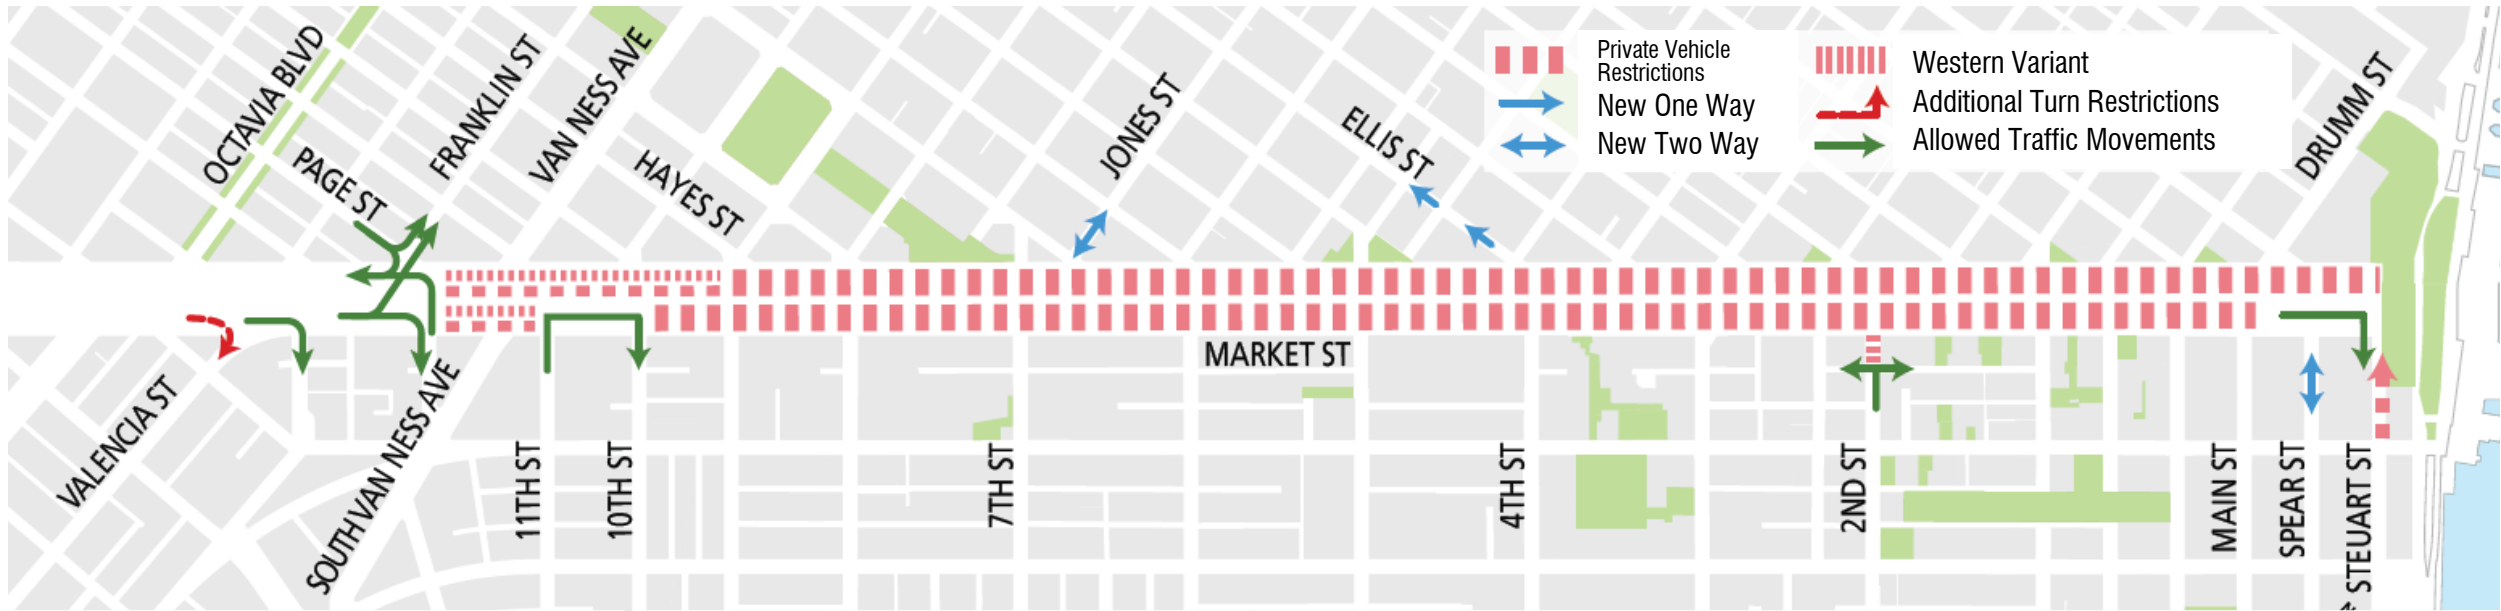 OCTAVIA BLVD
PAGE ST
FRANKLIN ST
VAN NESS AVE
HAYES ST
JONES ST
ELLIS ST
Private Vehicle
Restrictions
New One Way
New Two Way
Western Variant
Additional Turn Restrictions
Allowed Traffic Movements
DRUMM ST
MARKET ST
VALENCIA ST
SOUTH VAN NESS AVE
11TH ST
10TH ST
7TH ST
4TH ST
2ND ST
MAIN ST
SPEAR ST
STEUART ST